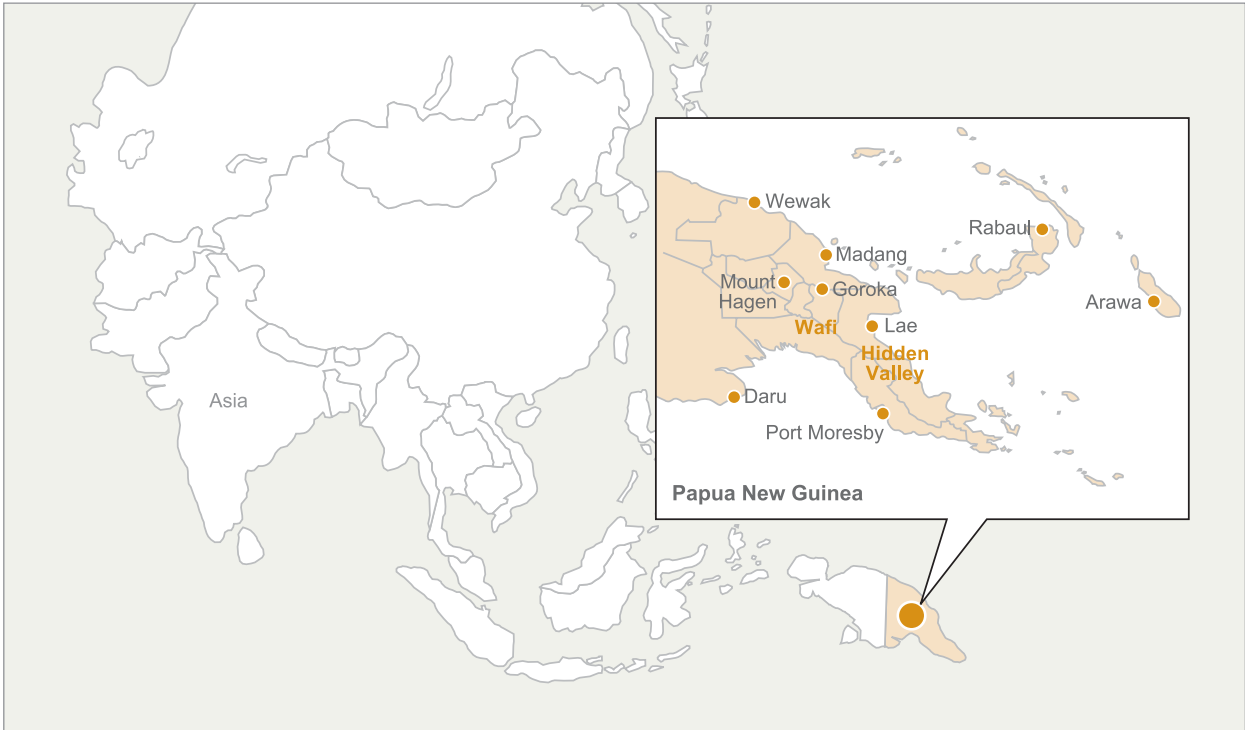 Asia
Wewak
Madang
Mount
Hagen
Goroka
Wafi
Lae
Hidden
Valley
Daru
Port Moresby
Rabaul
Arawa
Papua New Guinea